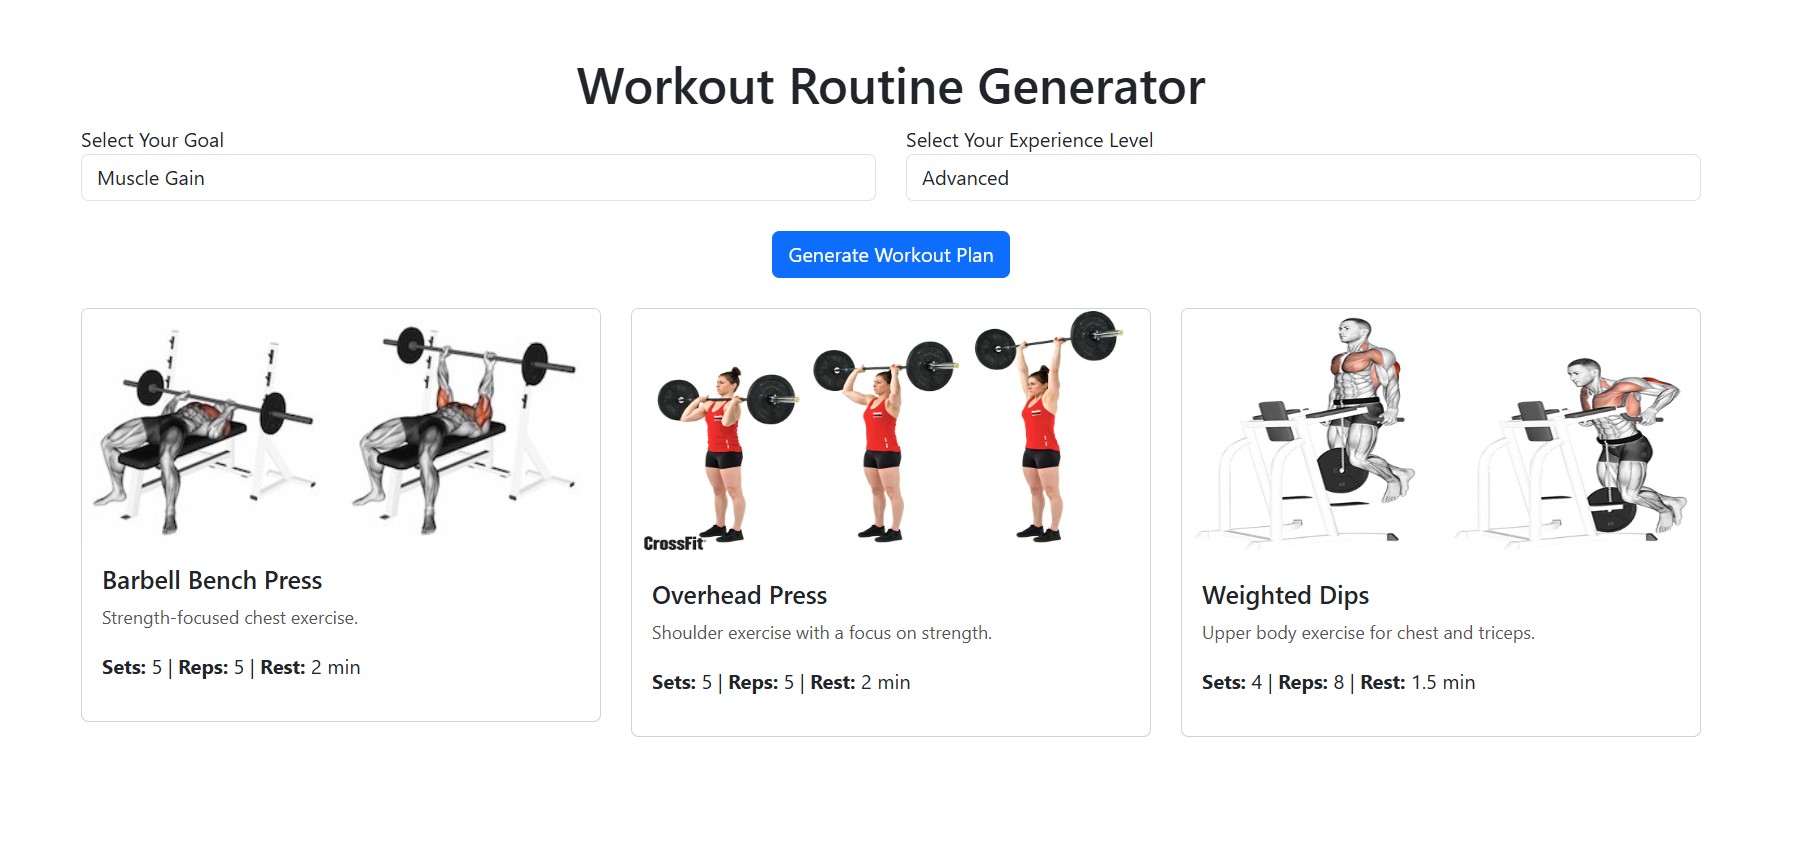 Workout Routine Generator
Select Your Goal
Muscle Gain
Select Your Experience Level
Advanced
Generate Workout Plan
CrossFit
Barbell Bench Press
Strength-focused chest exercise.
Sets: 5 | Reps: 5 | Rest: 2 min
Overhead Press
Shoulder exercise with a focus on strength.
Sets: 5 | Reps: 5 | Rest: 2 min
Weighted Dips
Upper body exercise for chest and triceps.
Sets: 4 | Reps: 8 | Rest: 1.5 min